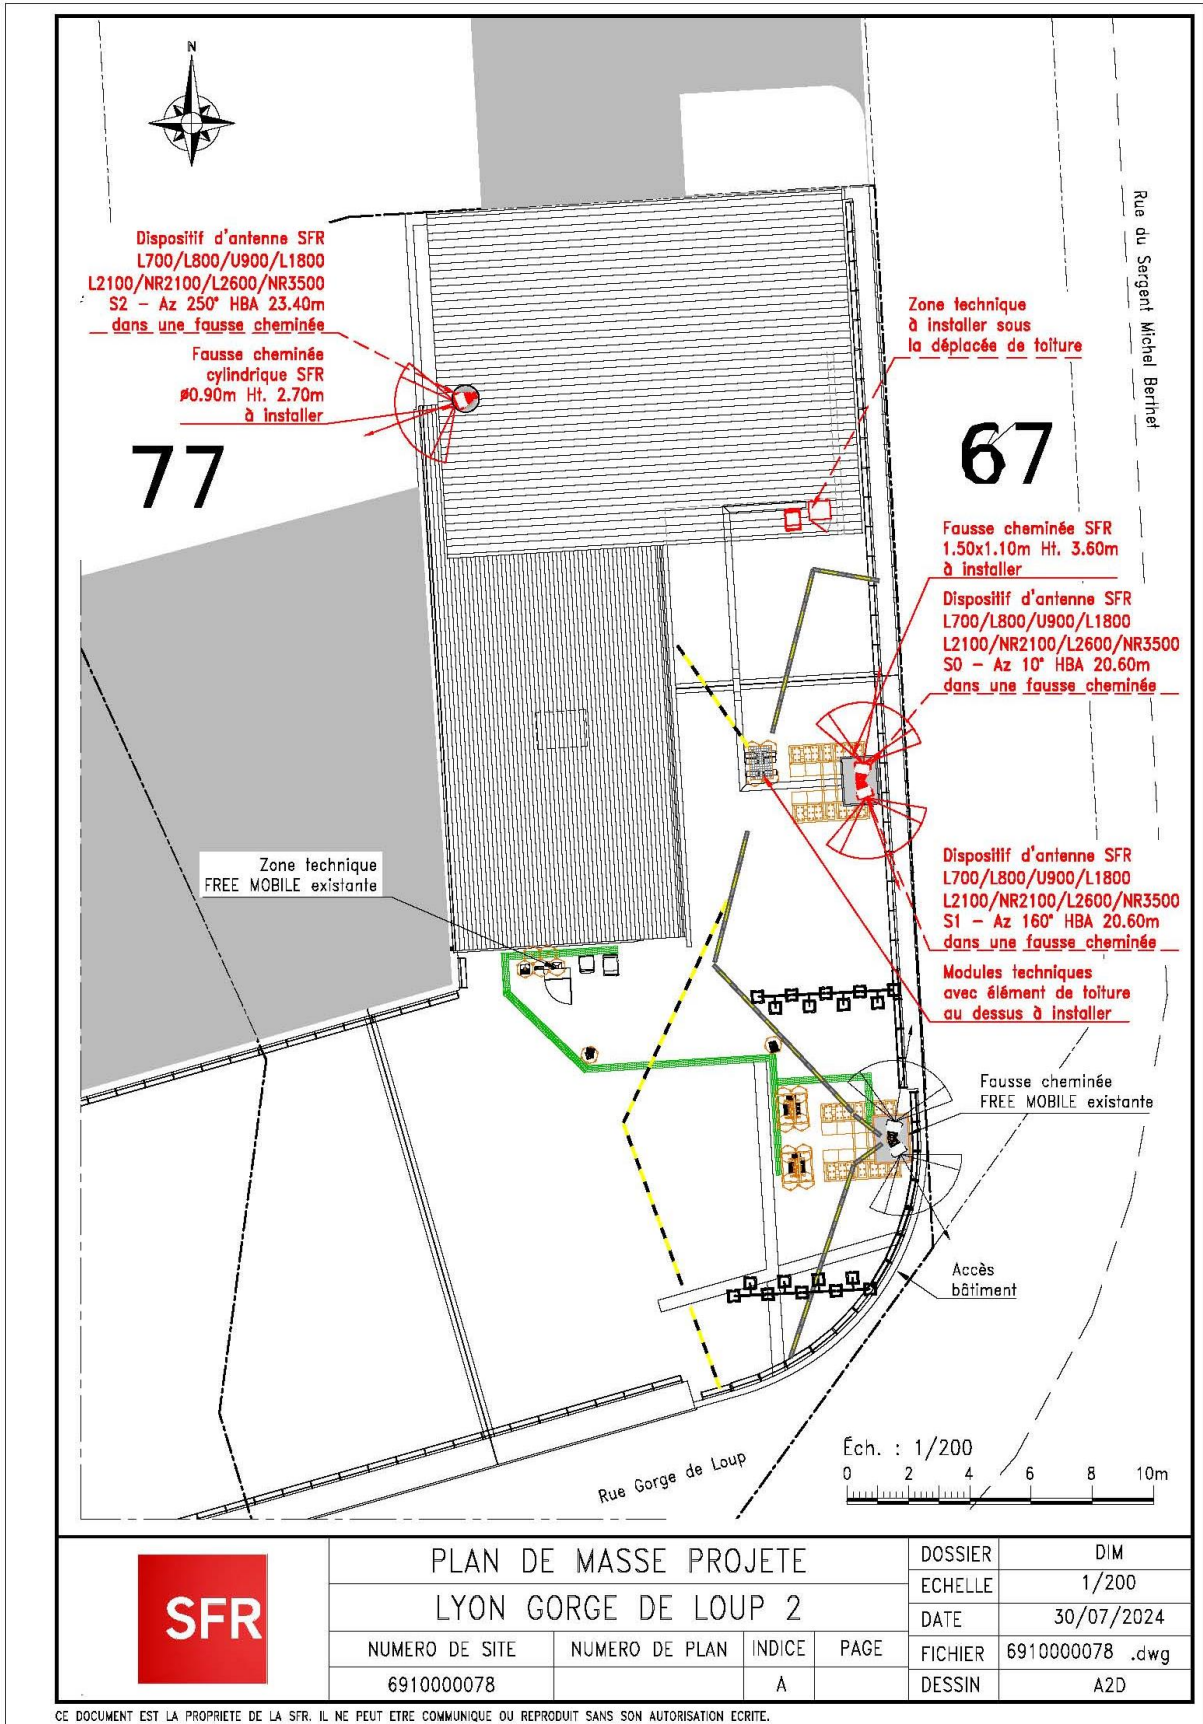 N
Dispositif d'antenne SFR
L700/L800/U900/L1800
L2100/NR2100/L2600/NR3500
S2 - Az 250° HBA 23.40m
dans une fausse cheminée
Fausse cheminée
cylindrique SFR
ø0.90m Ht. 2.70m
à installer
77
Zone technique
à installer sous
la déplacée de toiture
Rue du Sergent Michel Berthet
67
Fausse cheminée SFR
1.50x1.10m Ht. 3.60m
à installer
Dispositif d'antenne SFR
L700/L800/U900/L1800
L2100/NR2100/L2600/NR3500
S0 - Az 10° HBA 20.60m
dans une fausse cheminée
Zone technique
FREE MOBILE existante
Dispositif d'antenne SFR
L700/L800/U900/L1800
L2100/NR2100/L2600/NR3500
S1 - Az 160° HBA 20.60m
dans une fausse cheminée
Modules techniques
avec élément de toiture
au dessus à installer
Fausse cheminée
FREE MOBILE existante
Accès
bâtiment
Rue Gorge de Loup
Éch. : 1/200
0 2 4 6 8 10m
SFR
PLAN DE MASSE PROJETE
LYON GORGE DE LOUP 2
NUMERO DE SITE NUMERO DE PLAN INDICE PAGE
6910000078 A
DOSSIER DIM
ECHELLE 1/200
DATE 30/07/2024
FICHIER 6910000078 .dwg
DESSIN A2D
CE DOCUMENT EST LA PROPRIETE DE LA SFR. IL NE PEUT ETRE COMMUNIQUE OU REPRODUIT SANS SON AUTORISATION ECRITE.